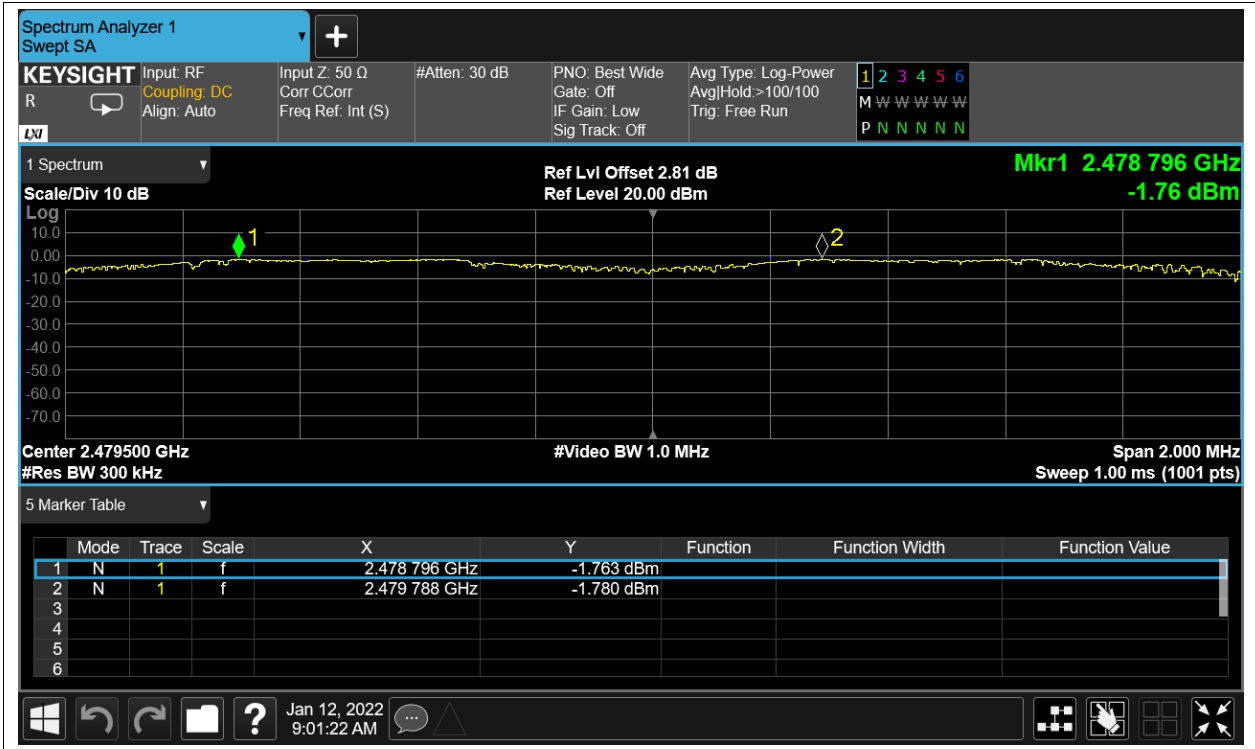 Spectrum Analyzer 1
Swept SA
KEYSIGHT Input: RF Input Z: 50 Ω #Atten: 30 dB PNO: Best Wide Avg Type: Log-Power 1 2 3 4 5 6
R Coupling: DC Corr CCorr Gate: Off Avg|Hold:>100/100 M W W W W W
Align: Auto Freq Ref: Int (S) IF Gain: Low Trig: Free Run
LXI Sig Track: Off P N N N N N
1 Spectrum Ref Lvl Offset 2.81 dB Mkr1 2.478 796 GHz
Scale/Div 10 dB Ref Level 20.00 dBm -1.76 dBm
Log
10.0
0.00
-10.0
-20.0
-30.0
-40.0
-50.0
-60.0
-70.0
1
2
Center 2.479500 GHz #Video BW 1.0 MHz Span 2.000 MHz
#Res BW 300 kHz Sweep 1.00 ms (1001 pts)
5 Marker Table
Mode Trace Scale X Y Function Function Width Function Value
1 N 1 f 2.478 796 GHz -1.763 dBm
2 N 1 f 2.479 788 GHz -1.780 dBm
3
4
5
6
? Jan 12, 2022
9:01:22 AM